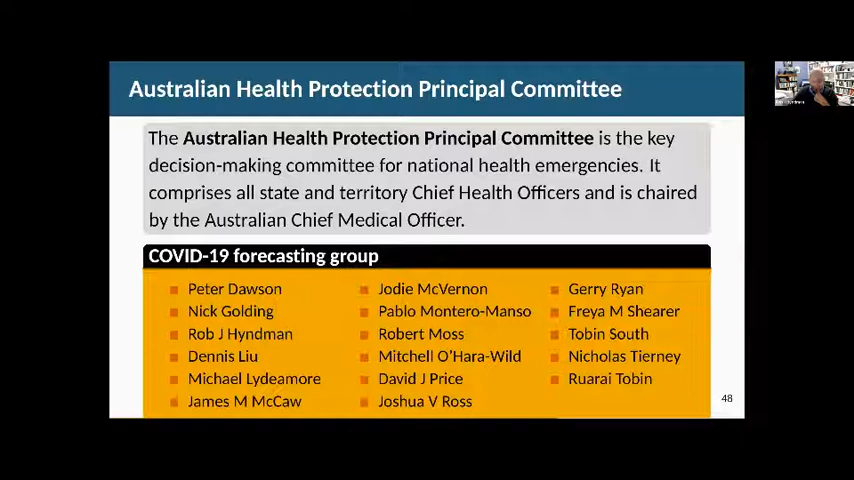 Australian Health Protection Principal Committee
The Australian Health Protection Principal Committee is the key
decision-making committee for national health emergencies. It
comprises all state and territory Chief Health Officers and is chaired
by the Australian Chief Medical Officer.
COVID-19 forecasting group
Peter Dawson
Nick Golding
Rob J Hyndman
Dennis Liu
Michael Lydeamore
James M McCaw
Jodie McVernon
Pablo Montero-Manso
Robert Moss
Mitchell O'Hara-Wild
David J Price
Joshua V Ross
Gerry Ryan
Freya M Shearer
Tobin South
Nicholas Tierney
Ruarai Tobin
48